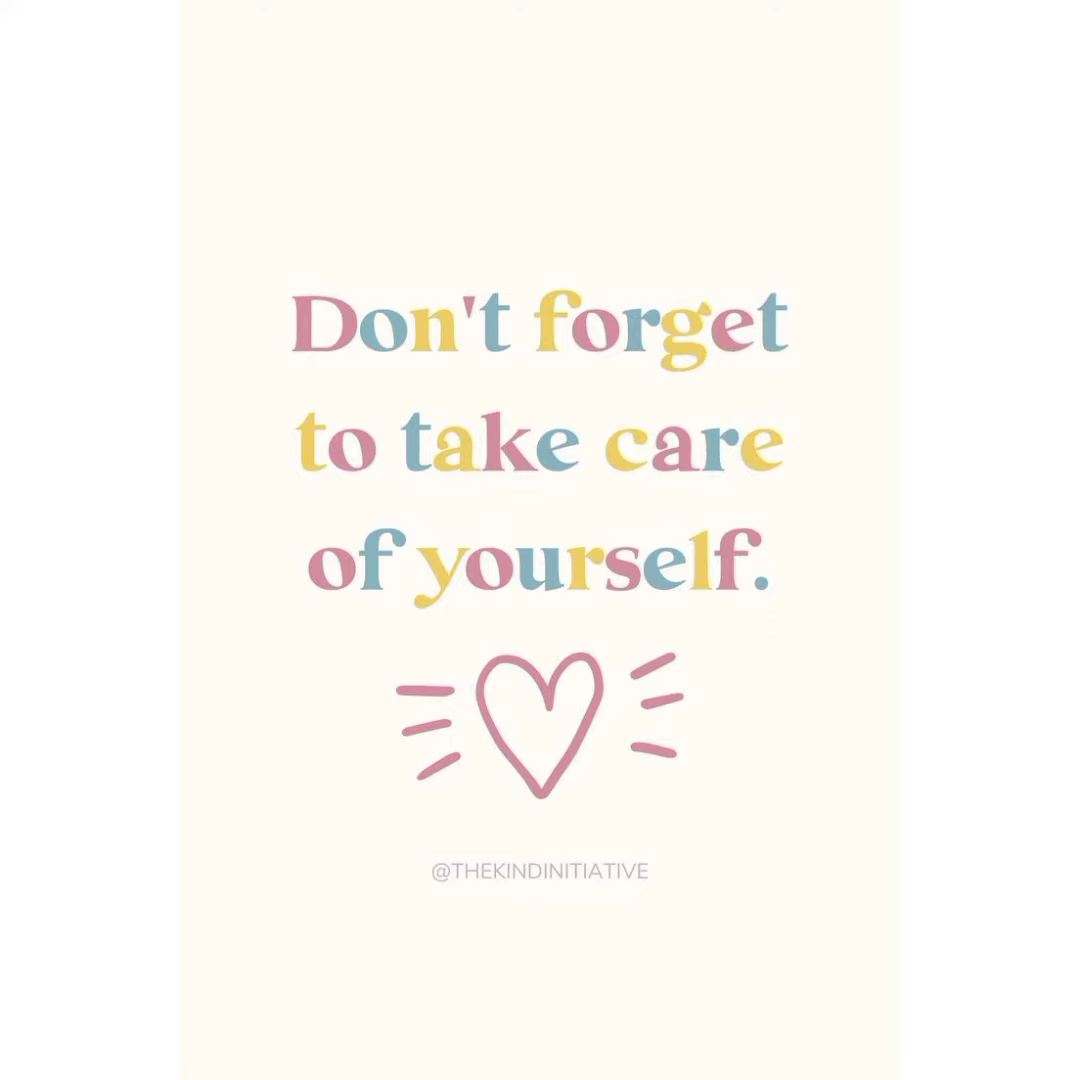 Don't forget
to take care
of yourself.
@THEKINDINITIATIVE